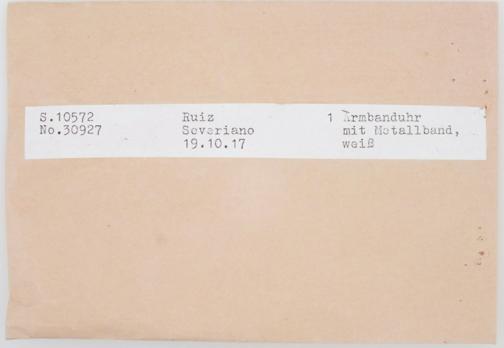 S.10572 Ruiz 1 Armbanduhr
No.30927 Severiano mit Metallband,
19.10.17 weiß